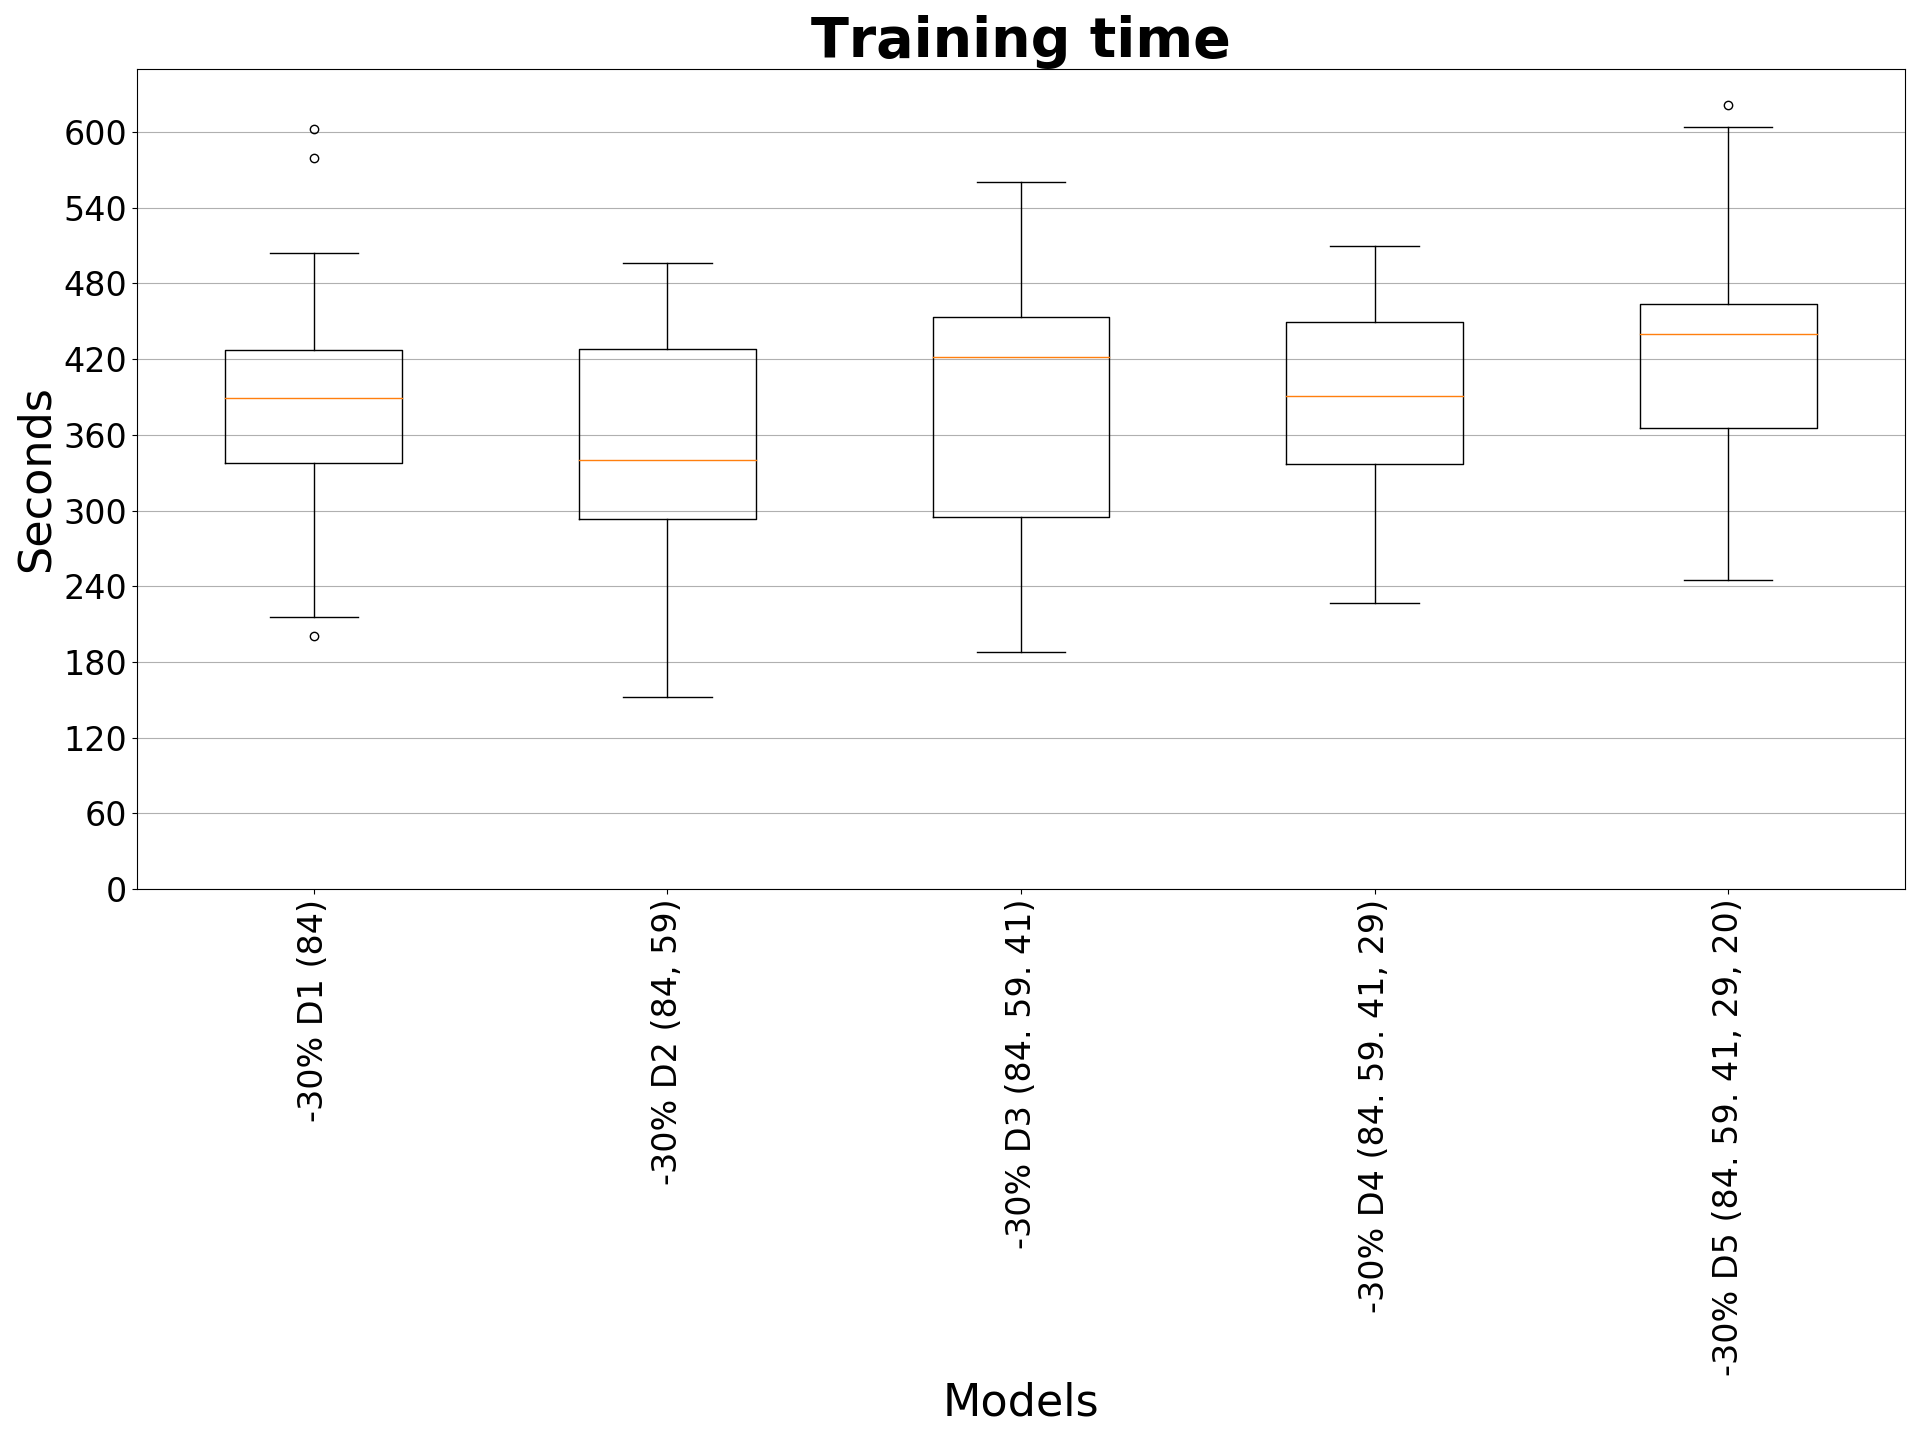 Training time
Seconds
600
540
480
420
360
300
240
180
120
60
0
-30% D1 (84)
-30% D2 (84, 59)
-30% D3 (84. 59. 41)
-30% D4 (84. 59. 41, 29)
-30% D5 (84. 59. 41, 29, 20)
Models